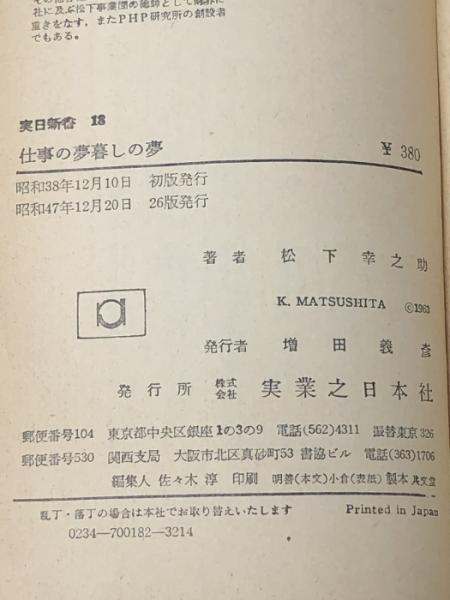 社に及ぶ松下事業団の総師として財界に
重きをなす，またPHP研究所の創設者
でもある。
実日新書 18
仕事の夢暮しの夢 ¥ 380
昭和38年12月10日 初版発行
昭和47年12月20日 26版発行
著者 松下幸之助
K. MATSUSHITA ©1963
発行者 増田義彦
発行所 株式会社 実業之日本社
郵便番号104 東京都中央区銀座1の3の9 電話(562)4311 振替東京326
郵便番号530 関西支局 大阪市北区真砂町53 書協ビル 電話(363)1706
編集人 佐々木淳 印刷 明善(本文)小倉(表紙) 製本 共文堂
乱丁・落丁の場合は本社でお取り替えいたします Printed in Japan
0234—700182—3214